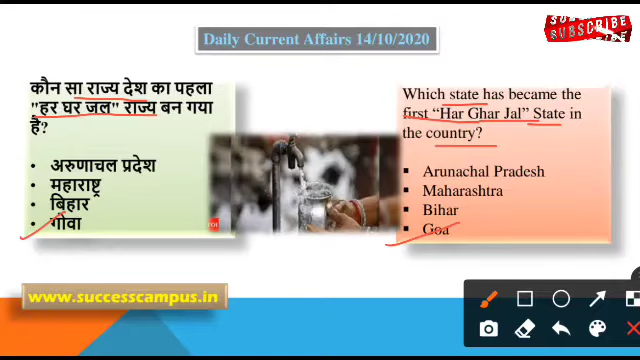 Daily Current Affairs 14/10/2020
SUBSCRIBE
कौन सा राज्य देश का पहला
"हर घर जल" राज्य बन गया
है?
• अरुणाचल प्रदेश
• महाराष्ट्र
• बिहार
• गोवा
Which state has became the
first “Har Ghar Jal” State in
the country?
▪ Arunachal Pradesh
▪ Maharashtra
▪ Bihar
▪ Goa
www.successcampus.in